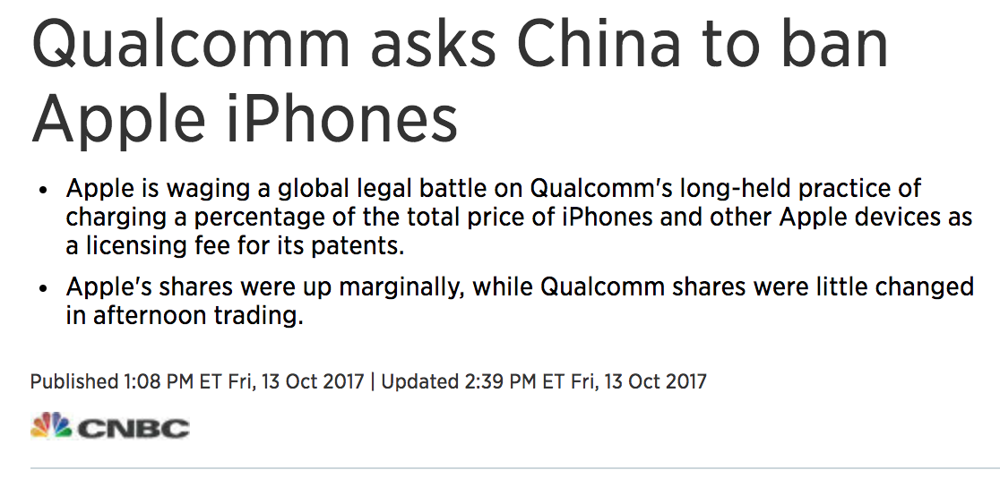 Qualcomm asks China to ban
Apple iPhones
• Apple is waging a global legal battle on Qualcomm's long-held practice of
charging a percentage of the total price of iPhones and other Apple devices as
a licensing fee for its patents.
• Apple's shares were up marginally, while Qualcomm shares were little changed
in afternoon trading.
Published 1:08 PM ET Fri, 13 Oct 2017 | Updated 2:39 PM ET Fri, 13 Oct 2017
CNBC